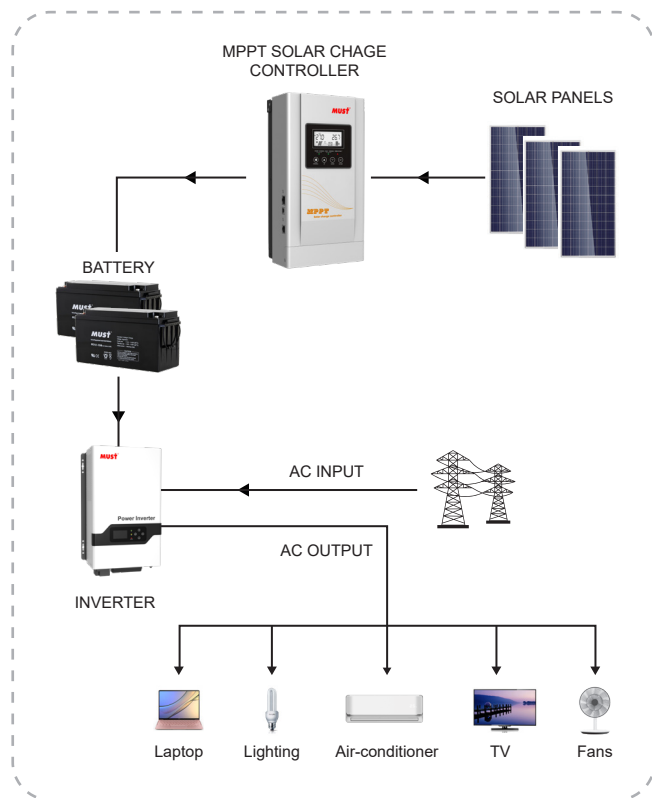 MPPT SOLAR CHAGE
CONTROLLER
SOLAR PANELS
MUST
MPPT
BATTERY
MUST
MUST
MUST
Power Inverter
AC INPUT
AC OUTPUT
INVERTER
Laptop
Lighting
Air-conditioner
TV
Fans